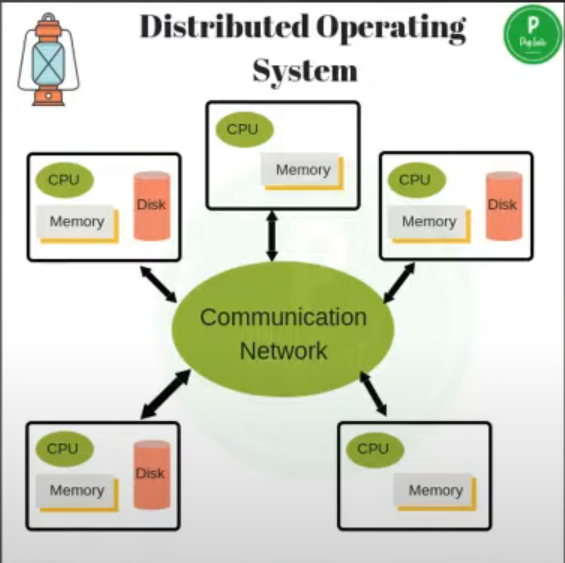 Distributed Operating
System
P
CPU
Memory
CPU
Memory
Disk
CPU
Memory
Disk
Communication
Network
CPU
Memory
Disk
CPU
Memory